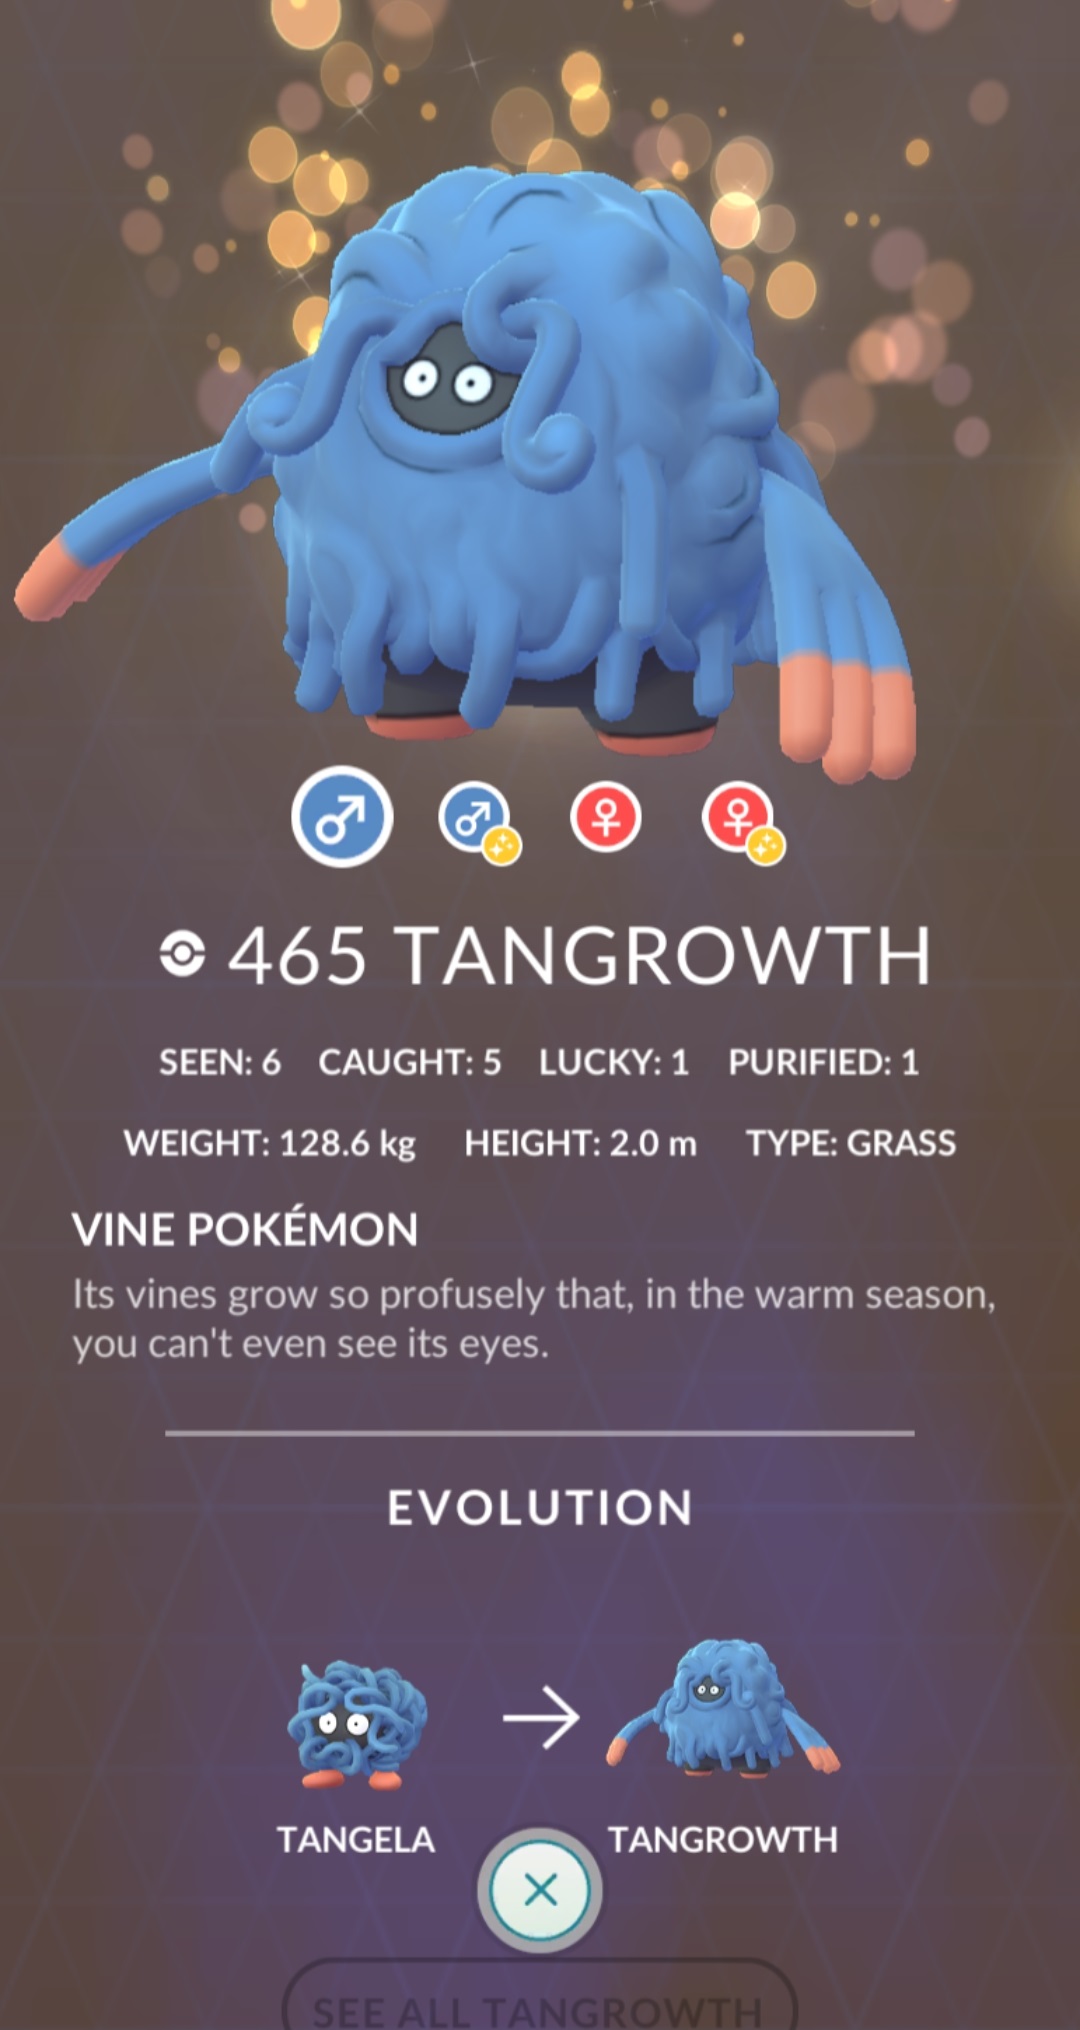 465 TANGROWTH
SEEN: 6 CAUGHT: 5 LUCKY: 1 PURIFIED: 1
WEIGHT: 128.6 kg HEIGHT: 2.0 m TYPE: GRASS
VINE POKÉMON
Its vines grow so profusely that, in the warm season,
you can't even see its eyes.
EVOLUTION
TANGELA TANGROWTH
SEE ALL TANGROWTH